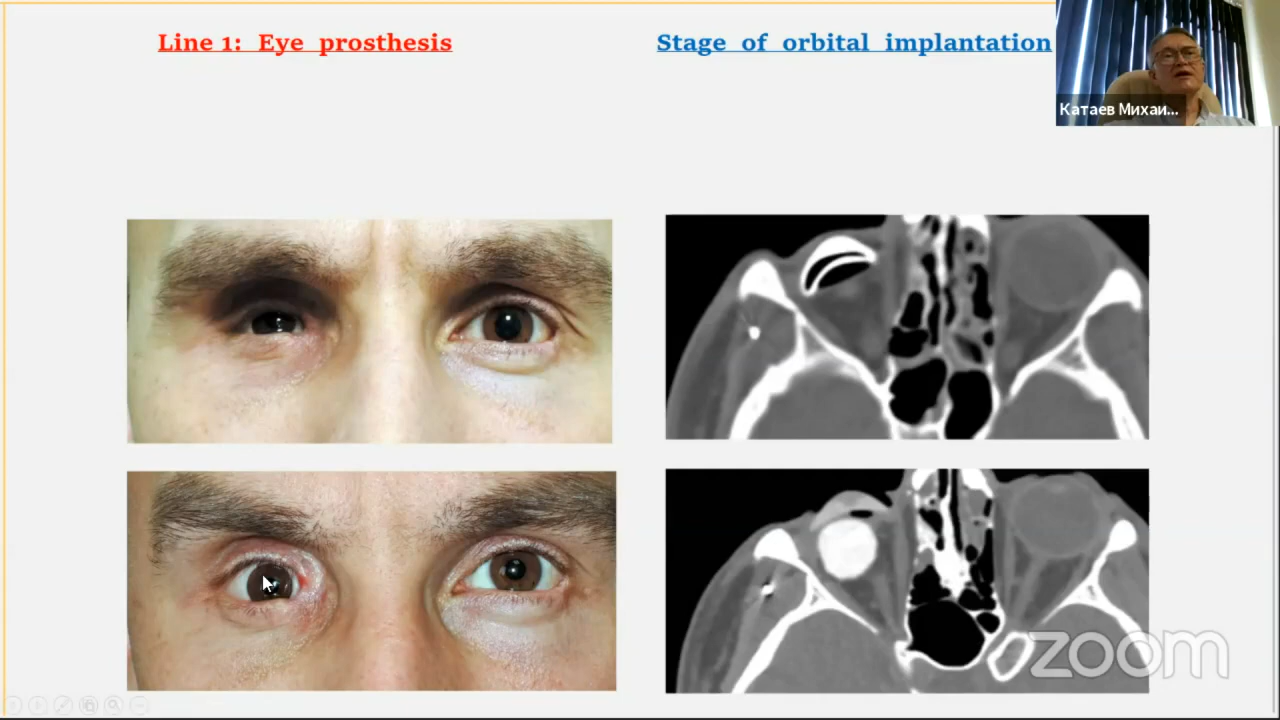 Line 1: Eye prosthesis
Stage of orbital implantation
Катаев Михаи...
zoom